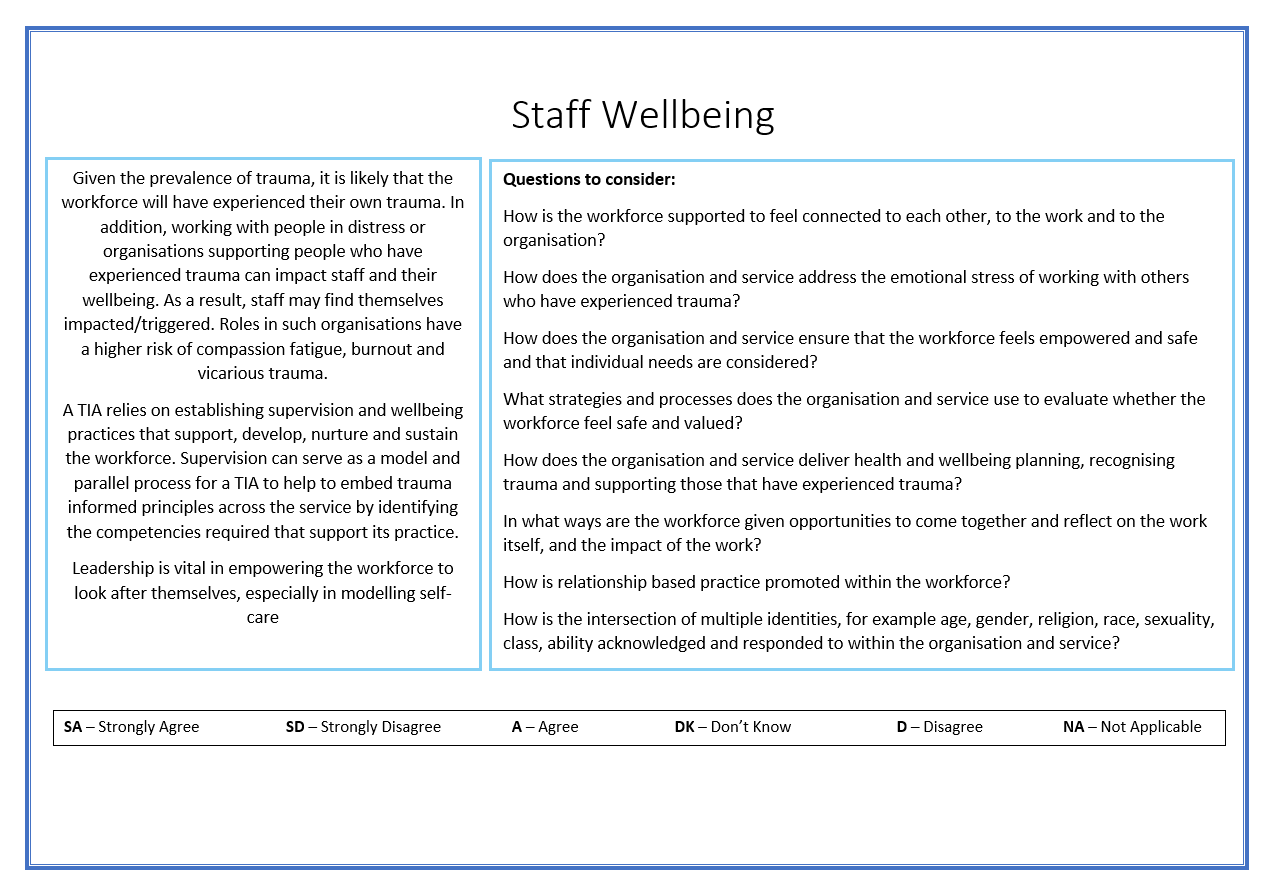 Staff Wellbeing
Given the prevalence of trauma, it is likely that the
workforce will have experienced their own trauma. In
addition, working with people in distress or
organisations supporting people who have
experienced trauma can impact staff and their
wellbeing. As a result, staff may find themselves
impacted/triggered. Roles in such organisations have
a higher risk of compassion fatigue, burnout and
vicarious trauma.
A TIA relies on establishing supervision and wellbeing
practices that support, develop, nurture and sustain
the workforce. Supervision can serve as a model and
parallel process for a TIA to help to embed trauma
informed principles across the service by identifying
the competencies required that support its practice.
Leadership is vital in empowering the workforce to
look after themselves, especially in modelling self-
care
Questions to consider:
How is the workforce supported to feel connected to each other, to the work and to the
organisation?
How does the organisation and service address the emotional stress of working with others
who have experienced trauma?
How does the organisation and service ensure that the workforce feels empowered and safe
and that individual needs are considered?
What strategies and processes does the organisation and service use to evaluate whether the
workforce feel safe and valued?
How does the organisation and service deliver health and wellbeing planning, recognising
trauma and supporting those that have experienced trauma?
In what ways are the workforce given opportunities to come together and reflect on the work
itself, and the impact of the work?
How is relationship based practice promoted within the workforce?
How is the intersection of multiple identities, for example age, gender, religion, race, sexuality,
class, ability acknowledged and responded to within the organisation and service?
SA – Strongly Agree SD – Strongly Disagree A – Agree DK – Don’t Know D – Disagree NA – Not Applicable